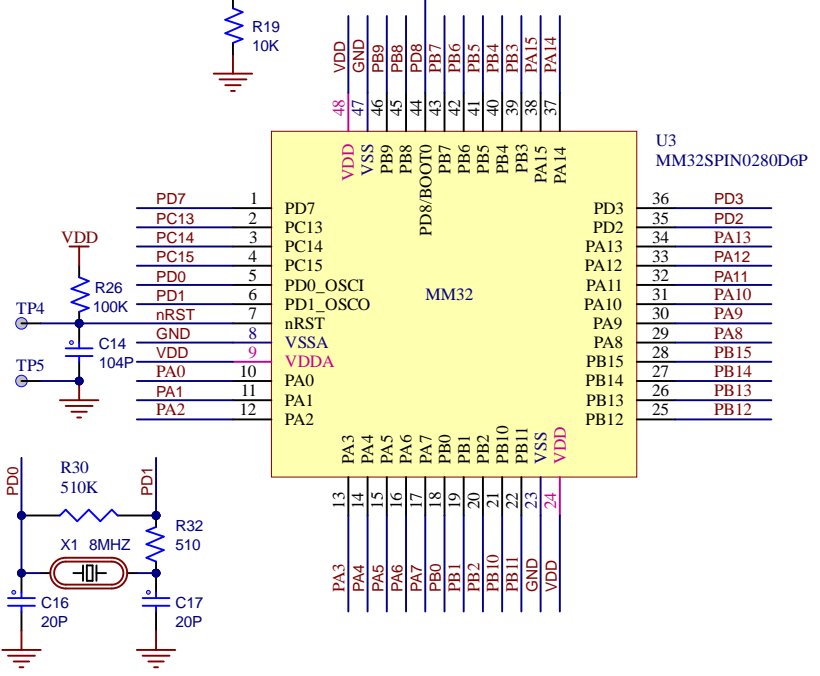 R19
10K
VDD
GND
PB9
PB8
PD8
PB7
PB6
PB5
PB4
PB3
PA15
PA14
48
47
46
45
44
43
42
41
40
39
38
37
VDD
VSS
PB9
PB8
PD8/BOOT0
PB7
PB6
PB5
PB4
PB3
PA15
PA14
U3
MM32SPIN0280D6P
MM32
PD7 1 PD7
PC13 2 PC13
PC14 3 PC14
PC15 4 PC15
PD0 5 PD0_OSCI
PD1 6 PD1_OSCO
nRST 7 nRST
GND 8 VSSA
VDD 9 VDDA
PA0 10 PA0
PA1 11 PA1
PA2 12 PA2
PD3 36 PD3
PD2 35 PD2
PA13 34 PA13
PA12 33 PA12
PA11 32 PA11
PA10 31 PA10
PA9 30 PA9
PA8 29 PA8
PB15 28 PB15
PB14 27 PB14
PB13 26 PB13
PB12 25 PB12
VDD
R26
100K
TP4
C14
104P
TP5
PA3
PA4
PA5
PA6
PA7
PB0
PB1
PB2
PB10
PB11
VSS
VDD
13
14
15
16
17
18
19
20
21
22
23
24
PA3
PA4
PA5
PA6
PA7
PB0
PB1
PB2
PB10
PB11
GND
VDD
PD0
R30
510K
PD1
R32
510
X1 8MHZ
C16
20P
C17
20P